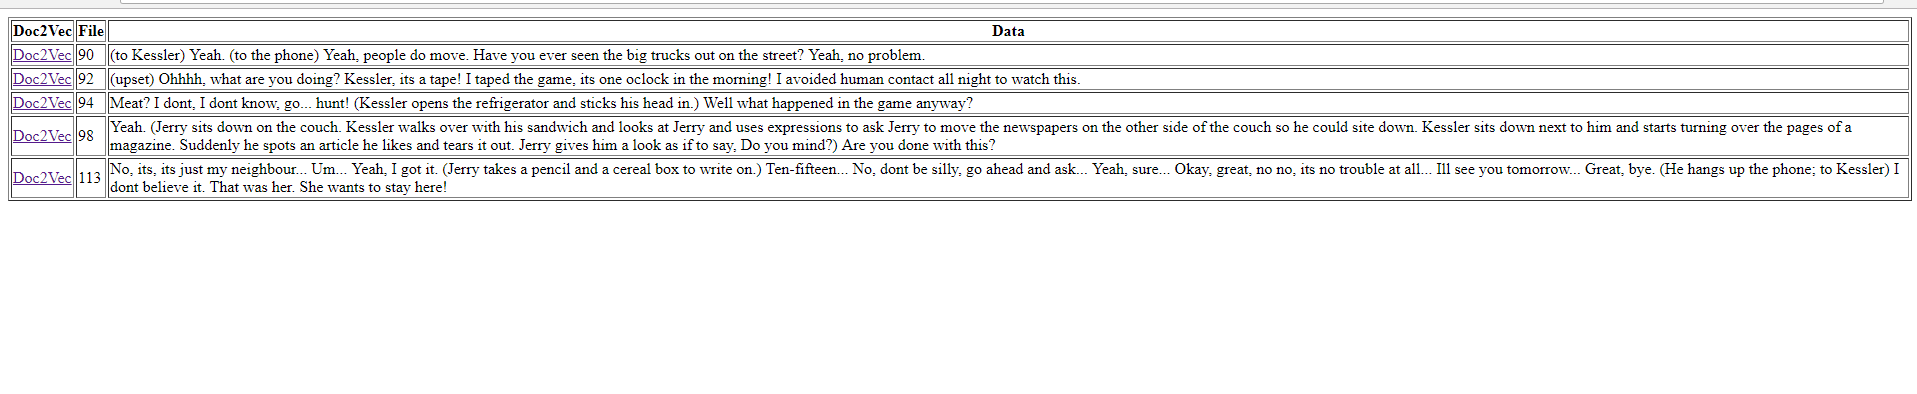 Doc2Vec File Data
Doc2Vec 90 (to Kessler) Yeah. (to the phone) Yeah, people do move. Have you ever seen the big trucks out on the street? Yeah, no problem.
Doc2Vec 92 (upset) Ohhhh, what are you doing? Kessler, its a tape! I taped the game, its one oclock in the morning! I avoided human contact all night to watch this.
Doc2Vec 94 Meat? I dont, I dont know, go... hunt! (Kessler opens the refrigerator and sticks his head in.) Well what happened in the game anyway?
Doc2Vec 98 Yeah. (Jerry sits down on the couch. Kessler walks over with his sandwich and looks at Jerry and uses expressions to ask Jerry to move the newspapers on the other side of the couch so he could site down. Kessler sits down next to him and starts turning over the pages of a
magazine. Suddenly he spots an article he likes and tears it out. Jerry gives him a look as if to say, Do you mind?) Are you done with this?
Doc2Vec 113 No, its, its just my neighbour... Um... Yeah, I got it. (Jerry takes a pencil and a cereal box to write on.) Ten-fifteen... No, dont be silly, go ahead and ask... Yeah, sure... Okay, great, no no, its no trouble at all... Ill see you tomorrow... Great, bye. (He hangs up the phone; to Kessler) I
dont believe it. That was her. She wants to stay here!